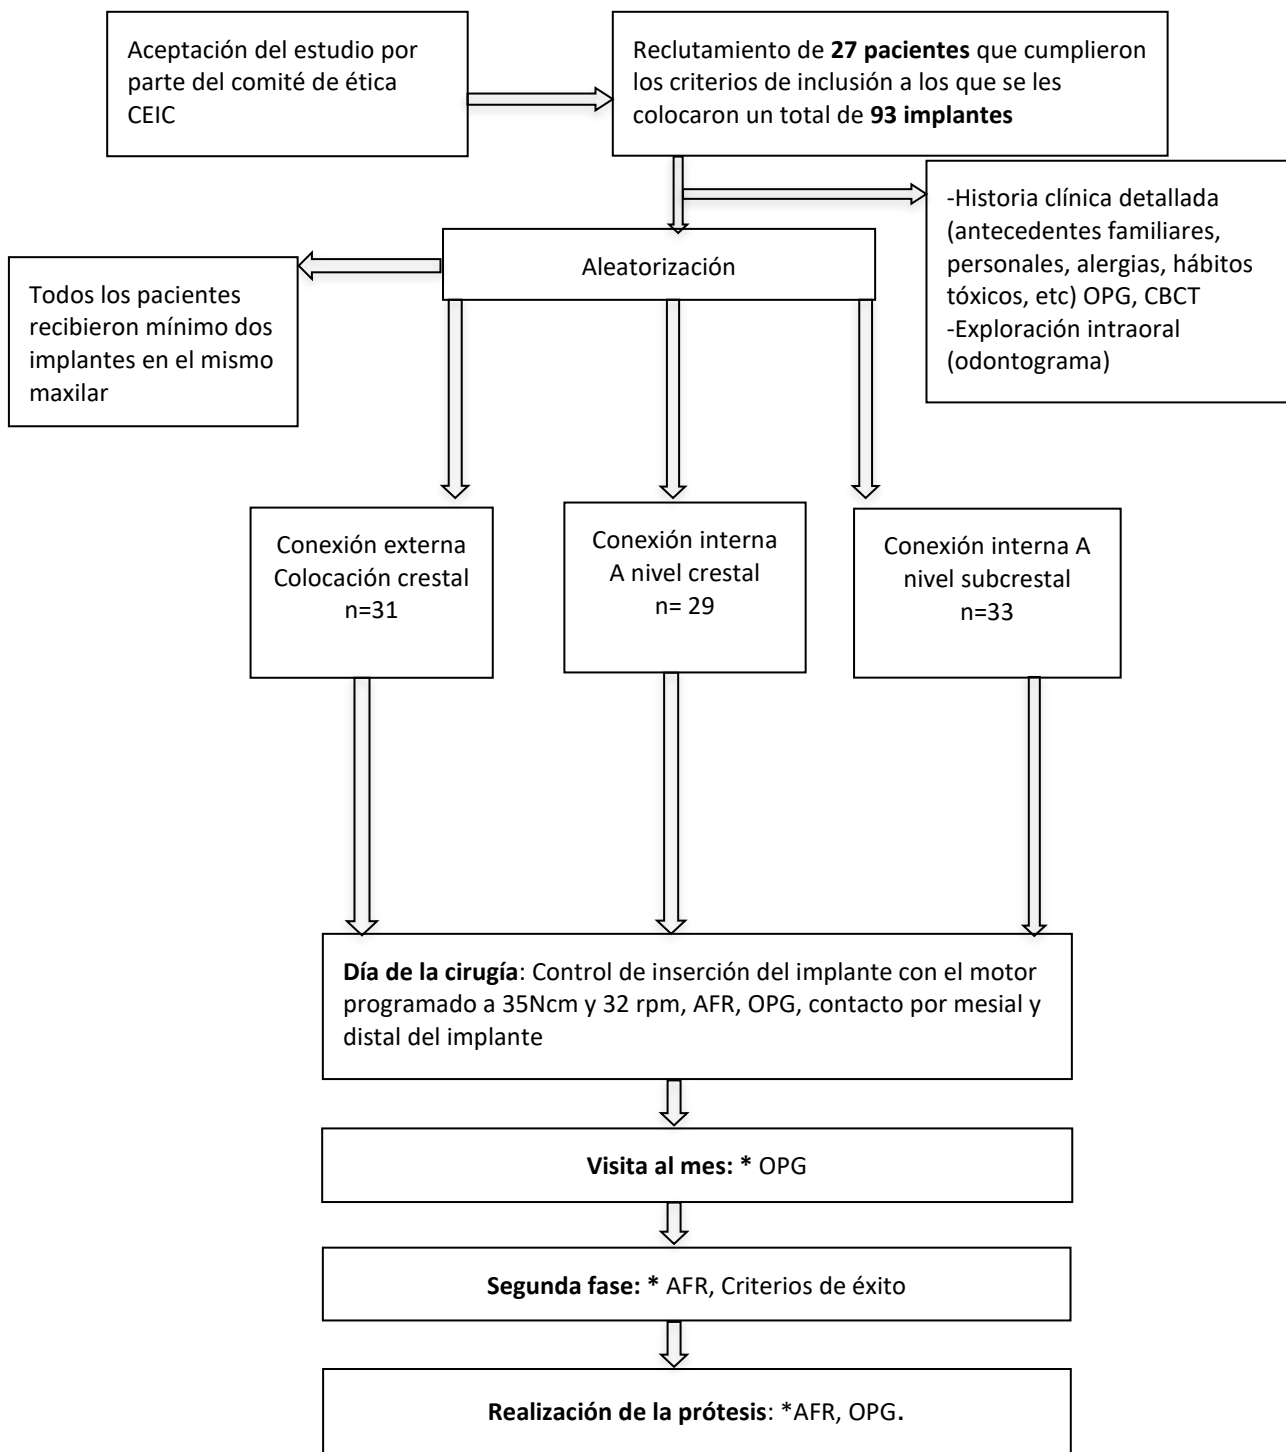 Aceptación del estudio por
parte del comité de ética
CEIC
Reclutamiento de 27 pacientes que cumplieron
los criterios de inclusión a los que se les
colocaron un total de 93 implantes
-Historia clínica detallada
(antecedentes familiares,
personales, alergias, hábitos
tóxicos, etc) OPG, CBCT
-Exploración intraoral
(odontograma)
Aleatorización
Todos los pacientes
recibieron mínimo dos
implantes en el mismo
maxilar
Conexión externa
Colocación crestal
n=31
Conexión interna
A nivel crestal
n= 29
Conexión interna A
nivel subcrestal
n=33
Día de la cirugía: Control de inserción del implante con el motor
programado a 35Ncm y 32 rpm, AFR, OPG, contacto por mesial y
distal del implante
Visita al mes: * OPG
Segunda fase: * AFR, Criterios de éxito
Realización de la prótesis: *AFR, OPG.